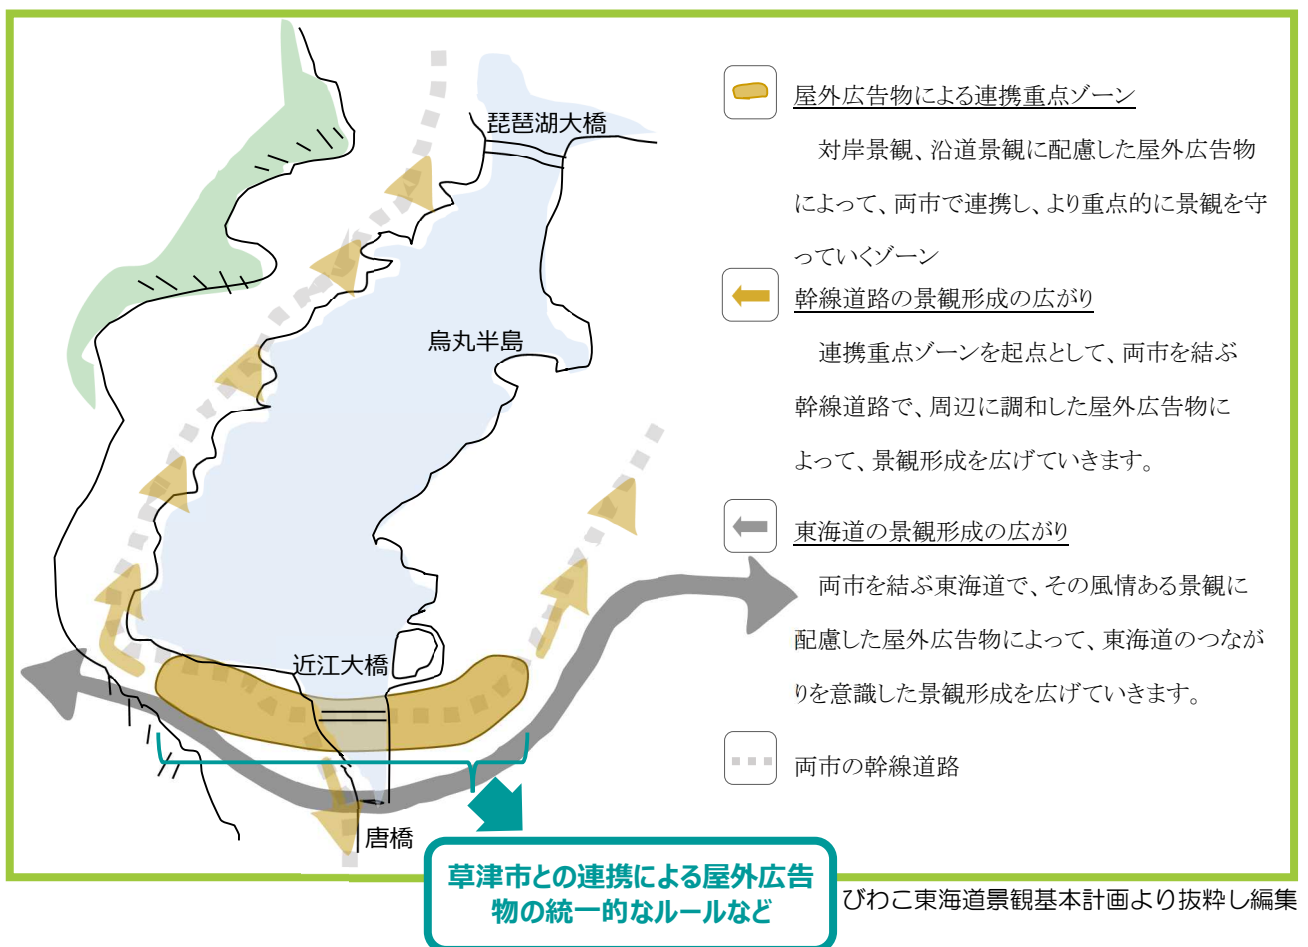 琵琶湖大橋
烏丸半島
近江大橋
唐橋
屋外広告物による連携重点ゾーン
対岸景観、沿道景観に配慮した屋外広告物
によって、両市で連携し、より重点的に景観を守
っていくゾーン
幹線道路の景観形成の広がり
連携重点ゾーンを起点として、両市を結ぶ
幹線道路で、周辺に調和した屋外広告物に
よって、景観形成を広げていきます。
東海道の景観形成の広がり
両市を結ぶ東海道で、その風情ある景観に
配慮した屋外広告物によって、東海道のつなが
りを意識した景観形成を広げていきます。
両市の幹線道路
草津市との連携による屋外広告
物の統一的なルールなど
びわこ東海道景観基本計画より抜粋し編集